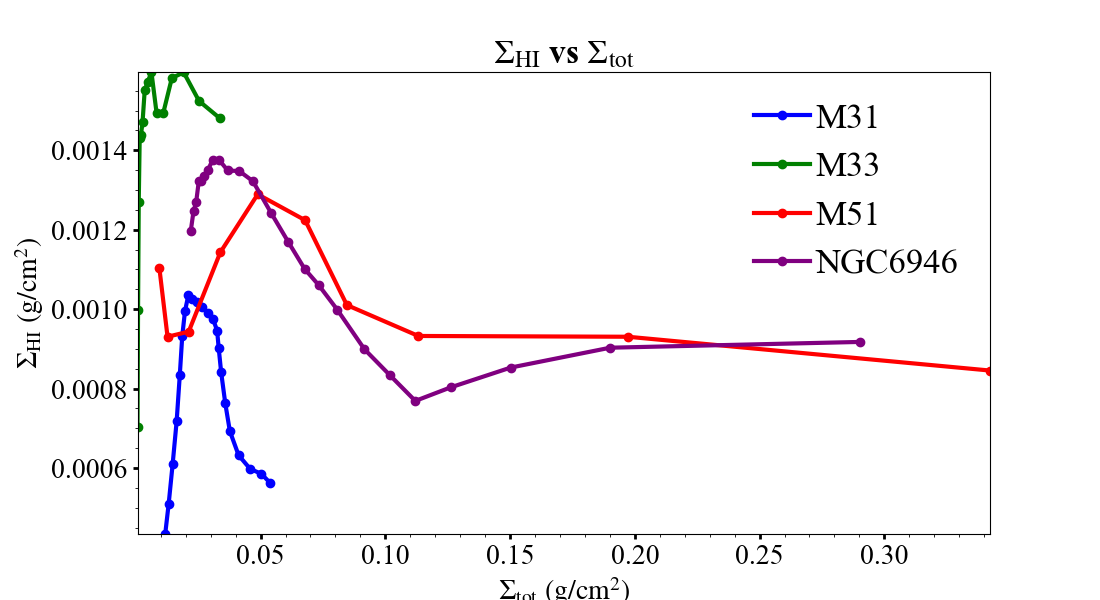 Σ_HI vs Σ_tot
M31
M33
M51
NGC6946
Σ_HI (g/cm²)
0.0014
0.0012
0.0010
0.0008
0.0006
0.05 0.10 0.15 0.20 0.25 0.30
Σ_tot (g/cm²)